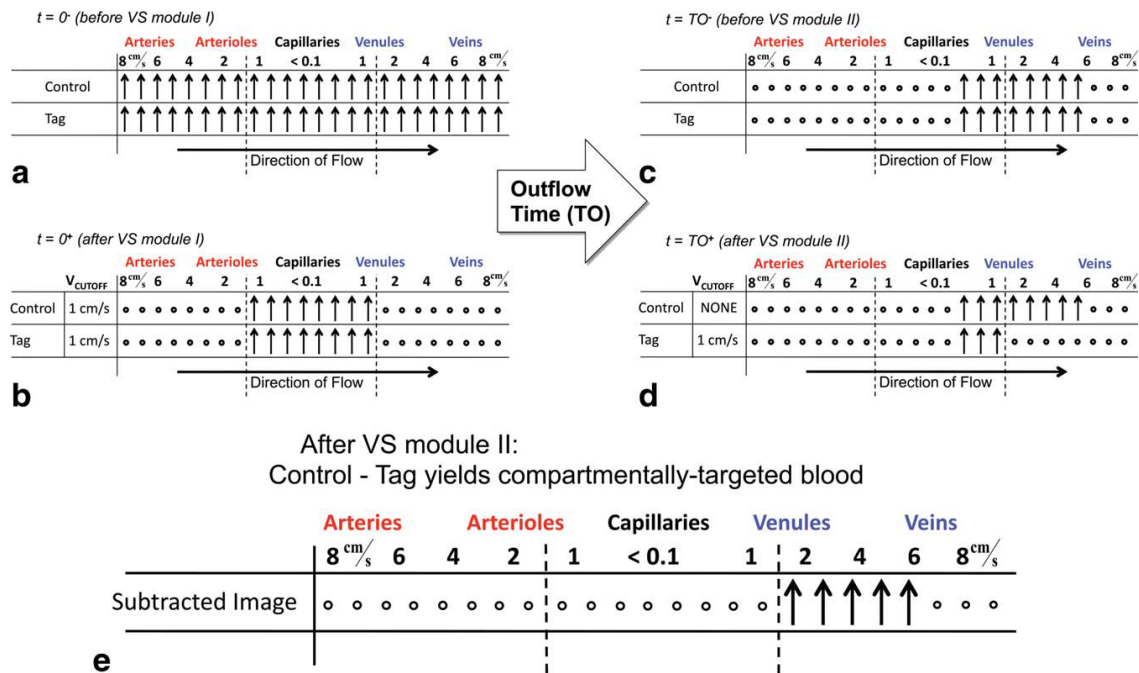 t = 0- (before VS module I)
Arteries Arterioles Capillaries Venules Veins
8 cm/s 6 4 2 1 < 0.1 1 2 4 6 8 cm/s
Control
Tag
Direction of Flow
a
t = 0+ (after VS module I)
Arteries Arterioles Capillaries Venules Veins
VCUTOFF 8 cm/s 6 4 2 1 < 0.1 1 2 4 6 8 cm/s
Control 1 cm/s
Tag 1 cm/s
Direction of Flow
b
Outflow
Time (TO)
t = TO- (before VS module II)
Arteries Arterioles Capillaries Venules Veins
8 cm/s 6 4 2 1 < 0.1 1 2 4 6 8 cm/s
Control
Tag
Direction of Flow
c
t = TO+ (after VS module II)
Arteries Arterioles Capillaries Venules Veins
VCUTOFF 8 cm/s 6 4 2 1 < 0.1 1 2 4 6 8 cm/s
Control NONE
Tag 1 cm/s
Direction of Flow
d
After VS module II:
Control - Tag yields compartmentally-targeted blood
Arteries Arterioles Capillaries Venules Veins
8 cm/s 6 4 2 1 < 0.1 1 2 4 6 8 cm/s
Subtracted Image
e